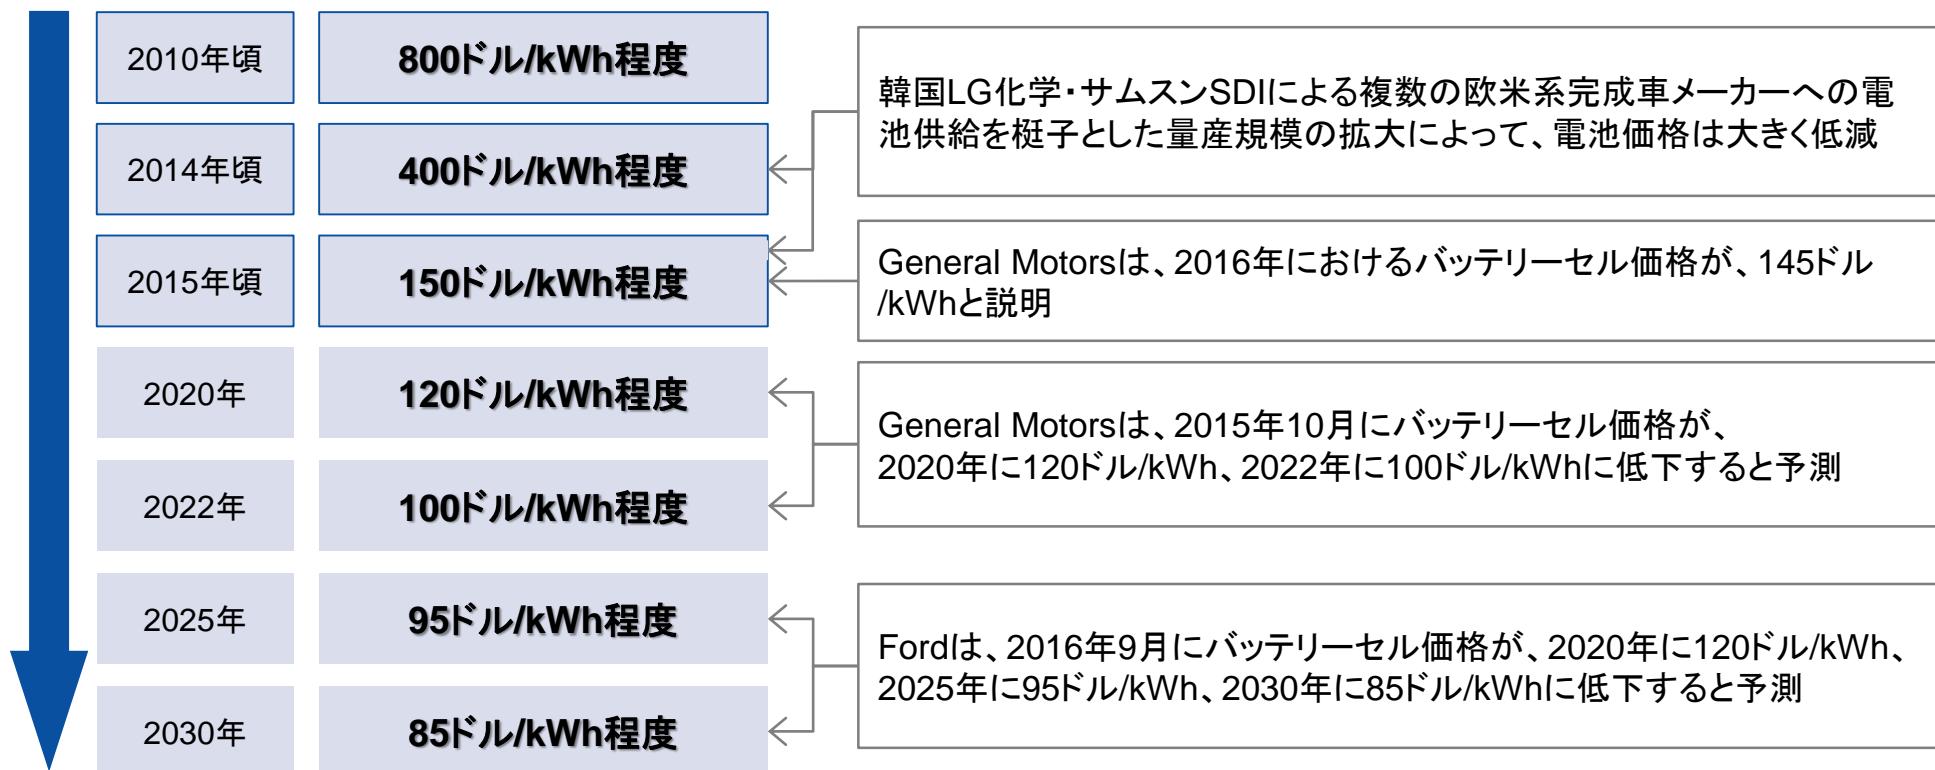 2010年頃
800ドル/kWh程度
韓国LG化学・サムスンSDIによる複数の欧米系完成車メーカーへの電
池供給を梃子とした量産規模の拡大によって、電池価格は大きく低減
2014年頃
400ドル/kWh程度
2015年頃
150ドル/kWh程度
General Motorsは、2016年におけるバッテリーセル価格が、145ドル
/kWhと説明
2020年
120ドル/kWh程度
General Motorsは、2015年10月にバッテリーセル価格が、
2020年に120ドル/kWh、2022年に100ドル/kWhに低下すると予測
2022年
100ドル/kWh程度
2025年
95ドル/kWh程度
Fordは、2016年9月にバッテリーセル価格が、2020年に120ドル/kWh、
2025年に95ドル/kWh、2030年に85ドル/kWhに低下すると予測
2030年
85ドル/kWh程度